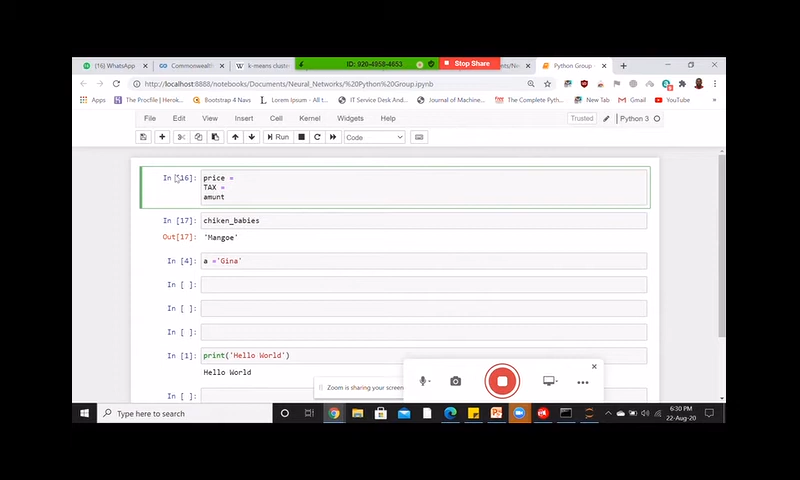 ID: 920-4958-4653 Stop Share
(16) WhatsApp × Commonwealth × W k-means cluster Python Group - × +
http://localhost:8888/notebooks/Documents/Neural_Networks/%20Python%20Group.ipynb
Apps The Procfile | Herok... Bootstrap 4 Navs Lorem Ipsum - All t... IT Service Desk And... Journal of Machine... The Complete Pyth... New Tab Gmail YouTube
File Edit View Insert Cell Kernel Widgets Help Trusted Python 3
Run Code
In [16]: price =
TAX =
amunt
In [17]: chiken_babies
Out[17]: 'Mangoe'
In [4]: a ='Gina'
In [ ]:
In [ ]:
In [ ]:
In [1]: print('Hello World')
Hello World
Zoom is sharing your screen
In [ ]:
Type here to search
6:30 PM
22-Aug-20